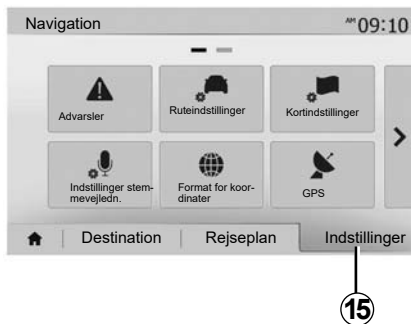 Navigation
AM 09:10
Advarsler
Ruteindstillinger
Kortindstillinger
Indstillinger stem-
mevejledn.
Format for koor-
dinater
GPS
Destination
Rejseplan
Indstillinger
15